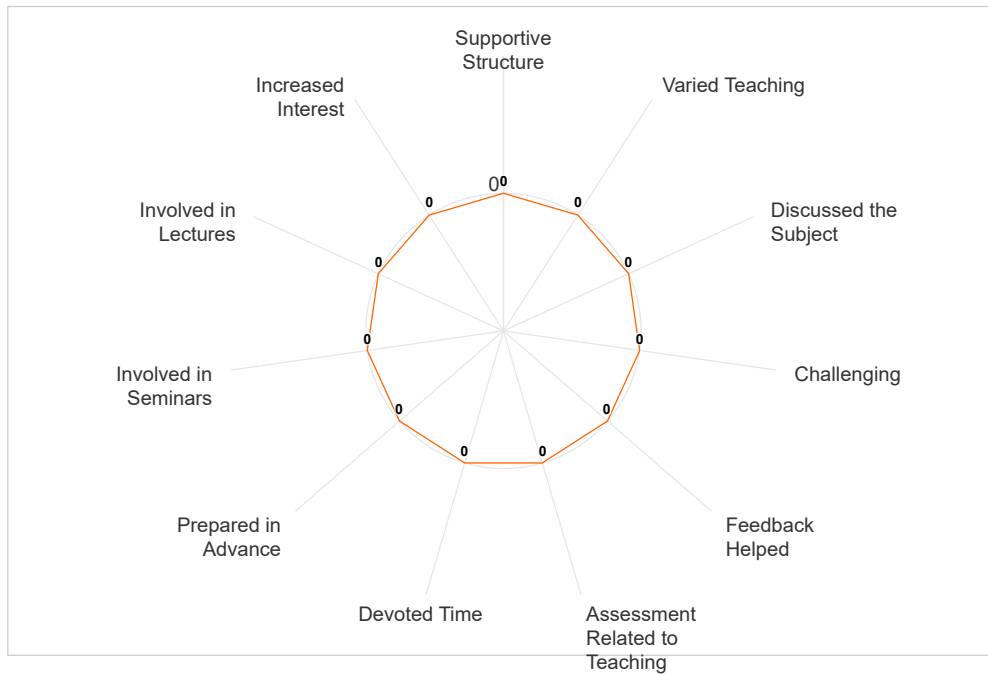 Supportive
Structure
Increased
Interest
Varied Teaching
0
0
0
0
Involved in
Lectures
Discussed the
Subject
0
0
0
0
Involved in
Seminars
Challenging
0
0
0
0
Prepared in
Advance
Feedback
Helped
Devoted Time
Assessment
Related to
Teaching